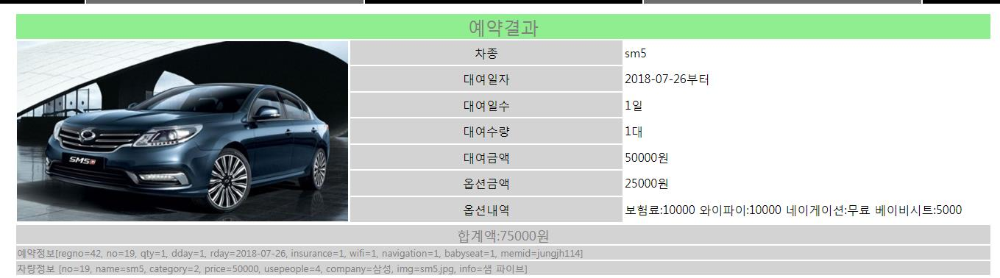 예약결과
SM5
차종 sm5
대여일자 2018-07-26부터
대여일수 1일
대여수량 1대
대여금액 50000원
옵션금액 25000원
옵션내역 보험료:10000 와이파이:10000 네이게이션:무료 베이비시트:5000
합계액:75000원
예약정보[regno=42, no=19, qty=1, dday=1, rday=2018-07-26, insurance=1, wifi=1, navigation=1, babyseat=1, memid=jungjh114]
차량정보 [no=19, name=sm5, category=2, price=50000, usepeople=4, company=삼성, img=sm5.jpg, info=샘 파이브]